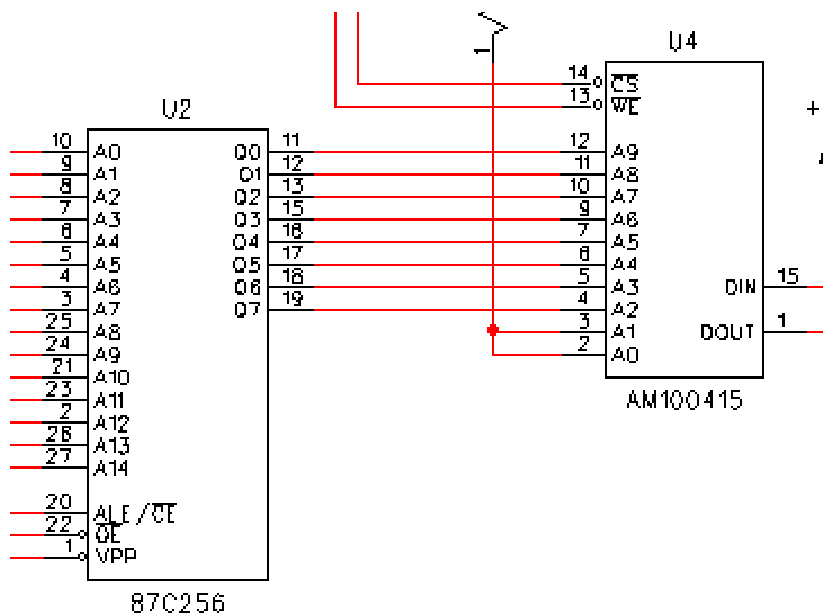 1
U4
14 CS
13 WE
+
U2
10 A0 Q0 11 12 A9
9 A1 Q1 12 11 A8
8 A2 Q2 13 10 A7
7 A3 Q3 15 9 A6
6 A4 Q4 16 7 A5
5 A5 Q5 17 6 A4
4 A6 Q6 18 5 A3 DIN 15
3 A7 Q7 19 4 A2
25 A8 3 A1 DOUT 1
24 A9 2 A0
21 A10
23 A11
2 A12
26 A13
27 A14
AM100415
20 ALE/CE
22 OE
1 VPP
87C256